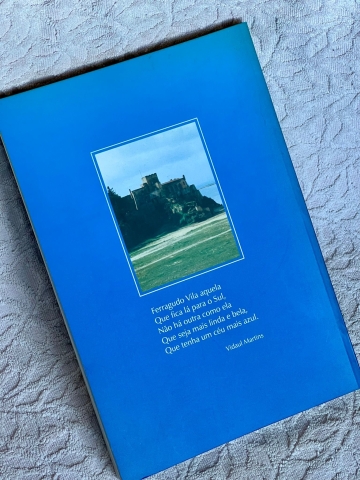 Ferragudo Vila aquela
Que fica lá para o Sul,
Não há outra como ela
Que seja mais linda e bela,
Que tenha um céu mais azul.
Vidaul Martins